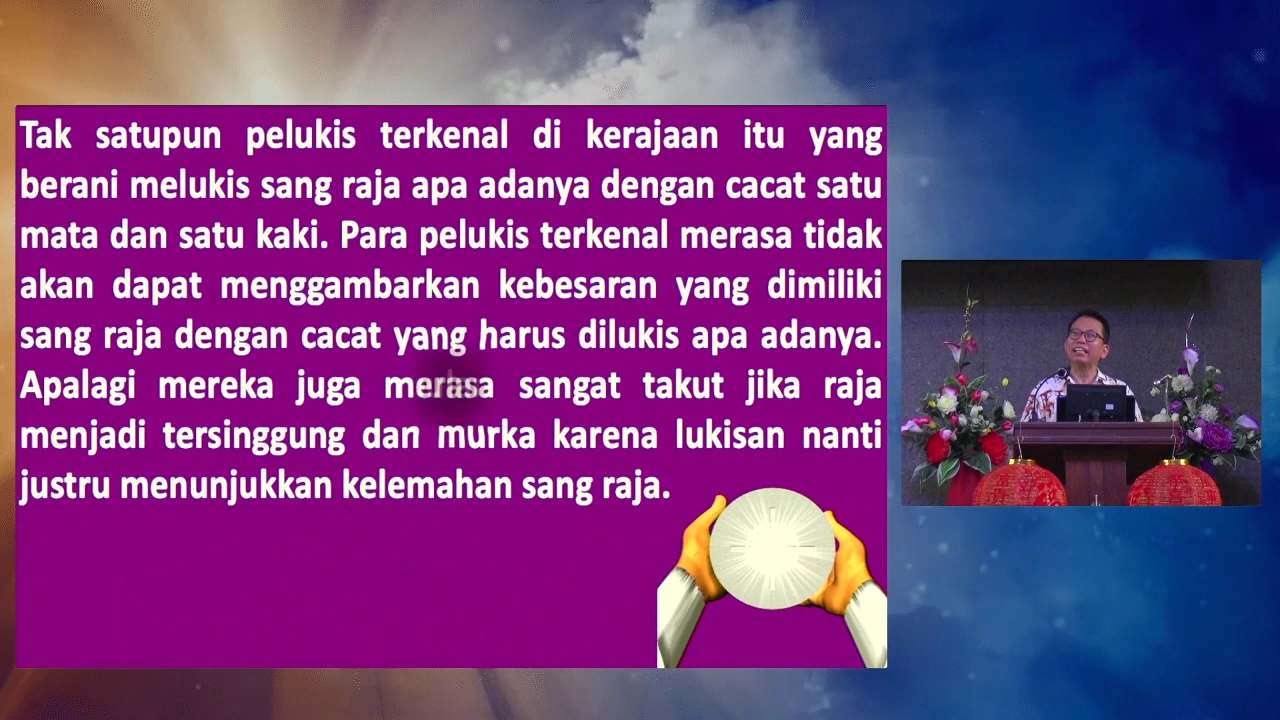 Tak satupun pelukis terkenal di kerajaan itu yang
berani melukis sang raja apa adanya dengan cacat satu
mata dan satu kaki. Para pelukis terkenal merasa tidak
akan dapat menggambarkan kebesaran yang dimiliki
sang raja dengan cacat yang harus dilukis apa adanya.
Apalagi mereka juga merasa sangat takut jika raja
menjadi tersinggung dan murka karena lukisan nanti
justru menunjukkan kelemahan sang raja.